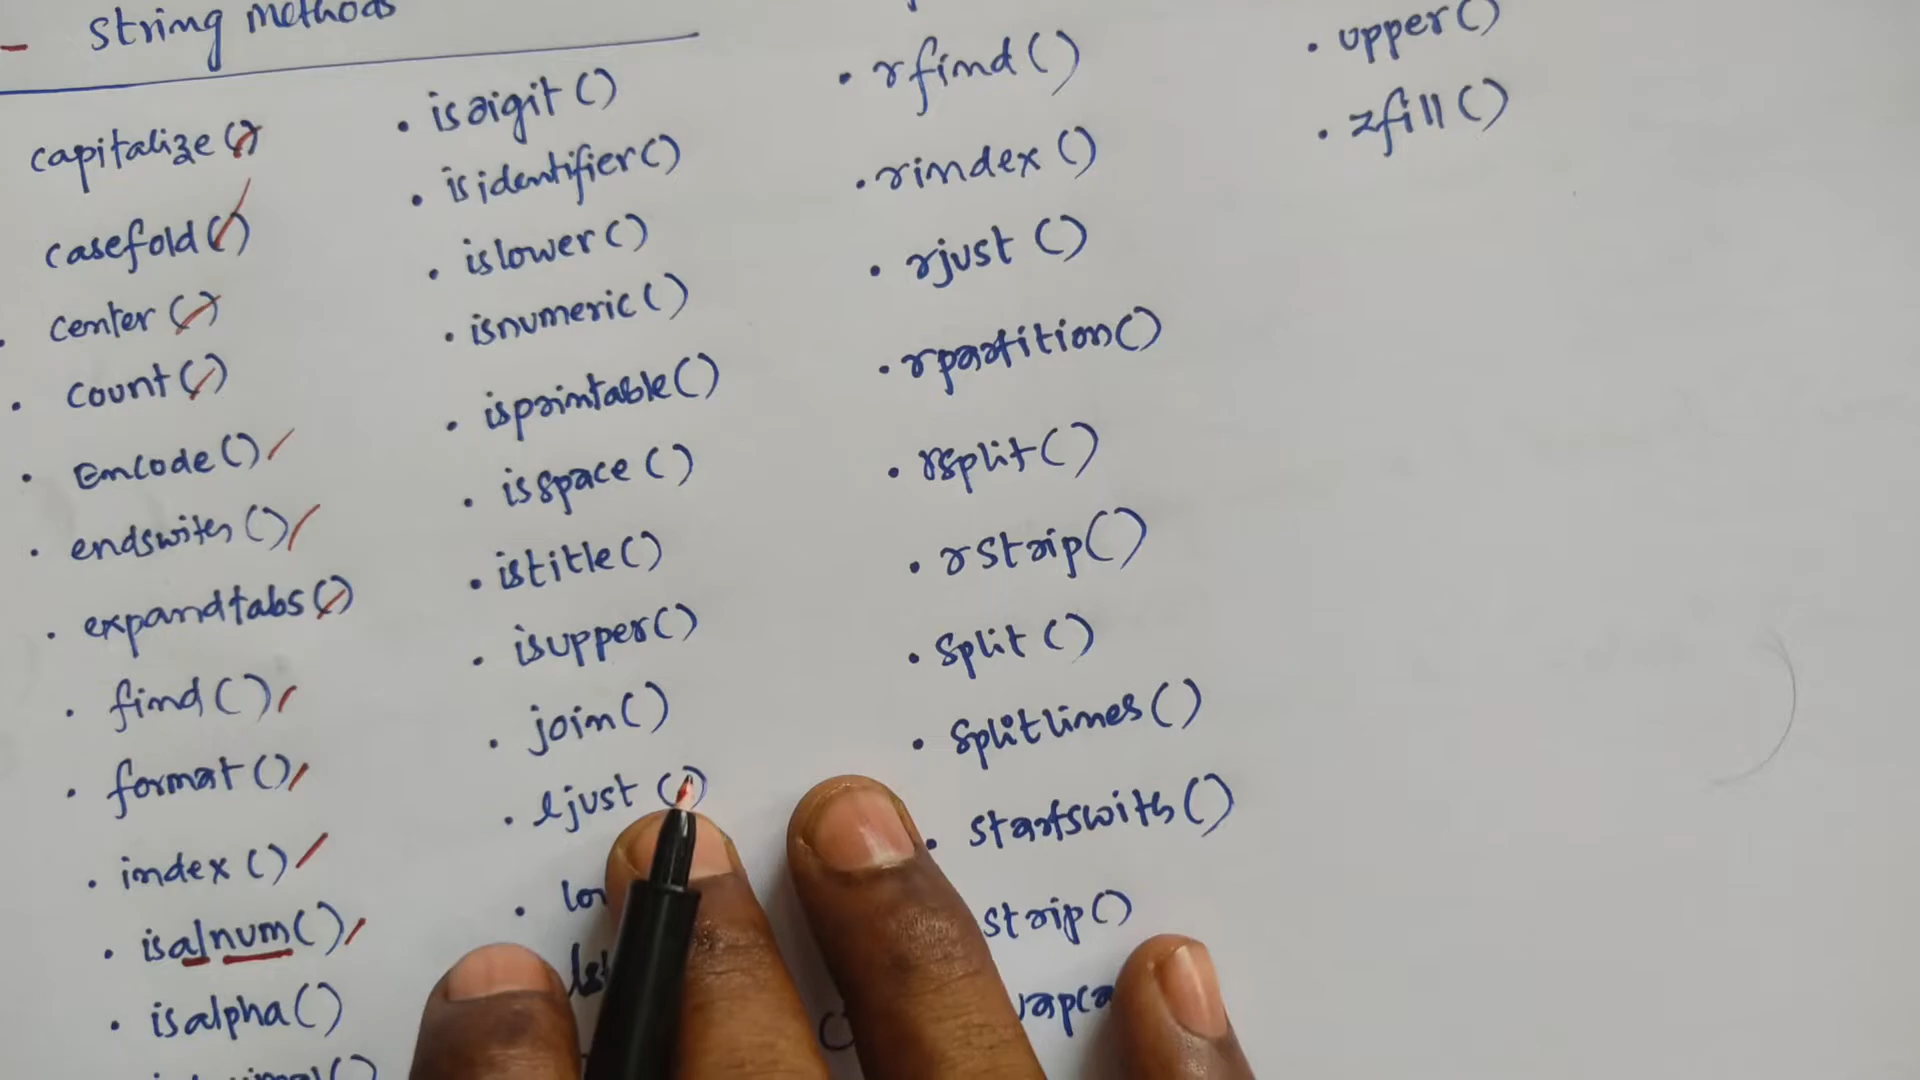 - string methods
capitalize()
casefold()
• center()
• count()
• Encode()
• endswith()
• expandtabs()
• find()
• format()
• index()
• isalnum()
• isalpha()
• isdigit()
• isidentifier()
• islower()
• isnumeric()
• isprintable()
• isspace()
• istitle()
• isupper()
• join()
• ljust()
• rfind()
• rindex()
• rjust()
• rpartition()
• rsplit()
• rstrip()
• split()
• splitlines()
• startswith()
strip()
• upper()
• zfill()